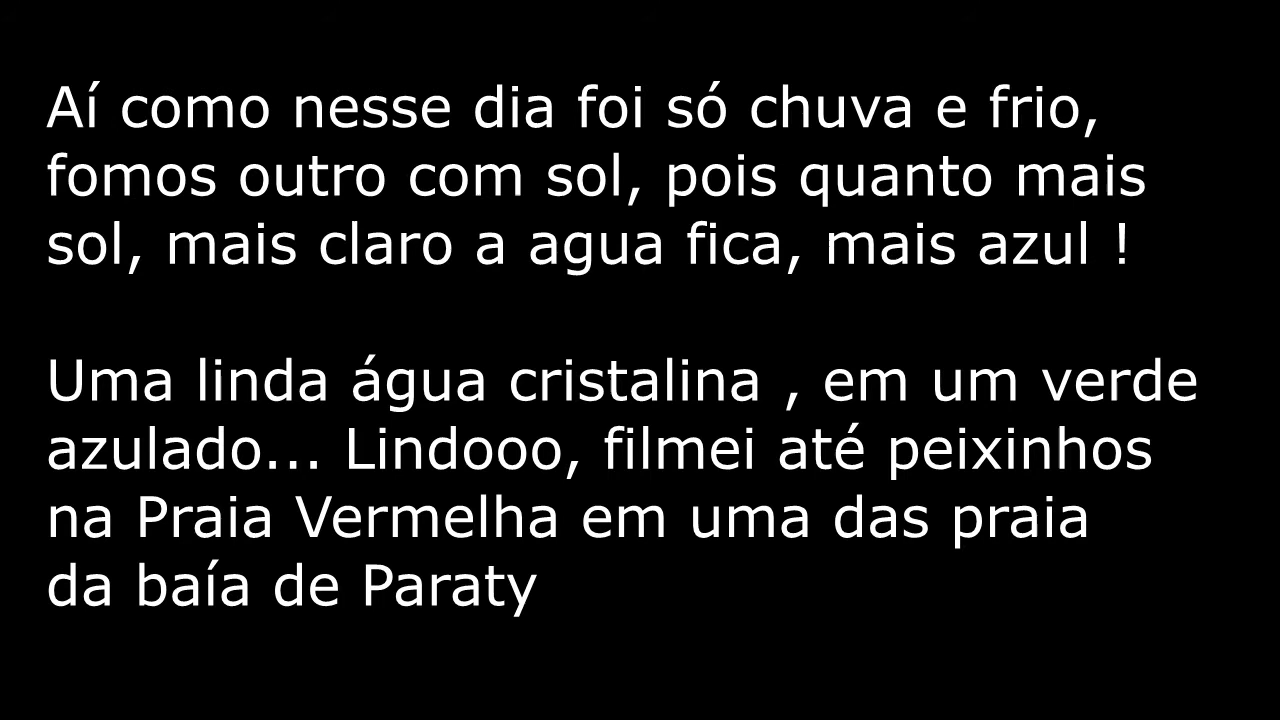 Aí como nesse dia foi só chuva e frio,
fomos outro com sol, pois quanto mais
sol, mais claro a agua fica, mais azul !
Uma linda água cristalina , em um verde
azulado... Lindooo, filmei até peixinhos
na Praia Vermelha em uma das praia
da baía de Paraty